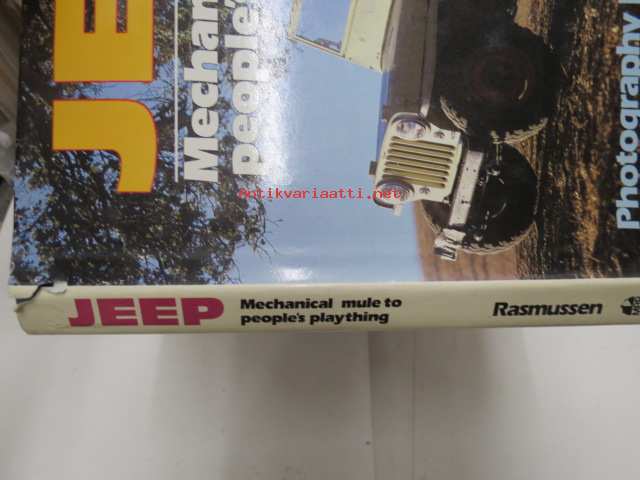 JE
Mechan
people'
Photography
Antikvariaatti.net
JEEP
Mechanical mule to
people's plaything
Rasmussen